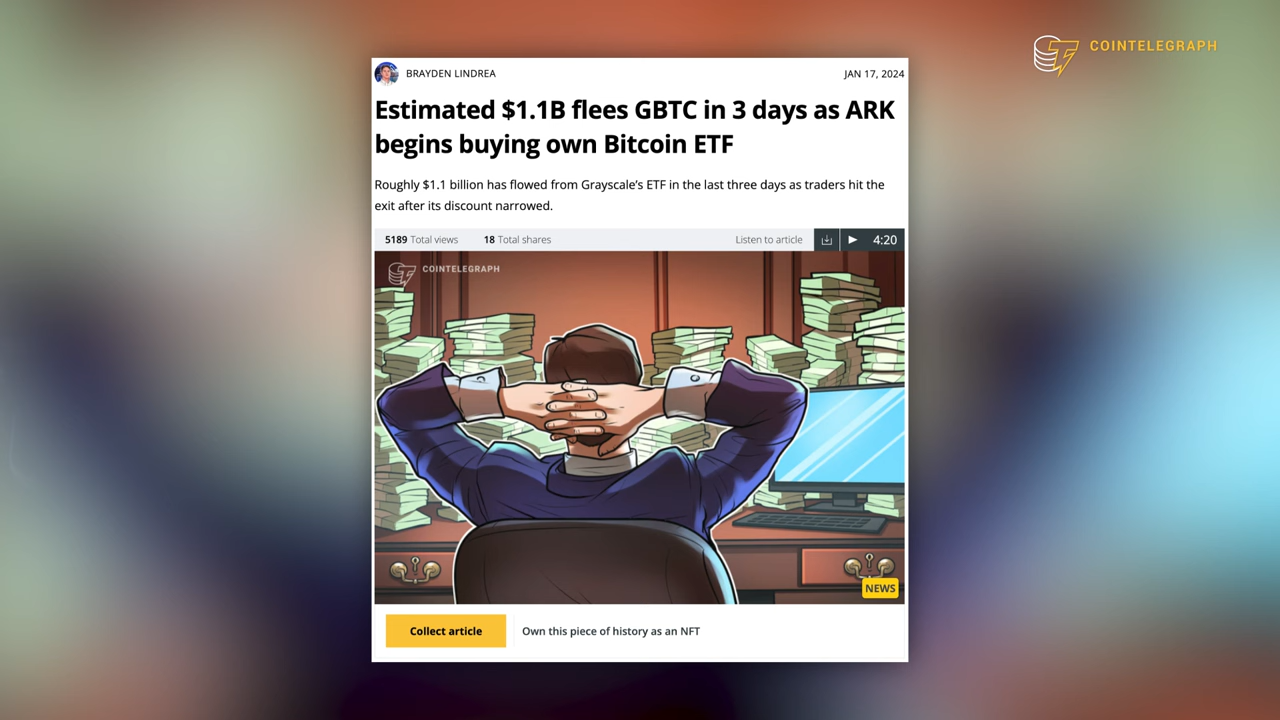 COINTELEGRAPH
BRAYDEN LINDREA
JAN 17, 2024
Estimated $1.1B flees GBTC in 3 days as ARK
begins buying own Bitcoin ETF
Roughly $1.1 billion has flowed from Grayscale's ETF in the last three days as traders hit the
exit after its discount narrowed.
5189 Total views 18 Total shares Listen to article 4:20
COINTELEGRAPH
NEWS
Collect article Own this piece of history as an NFT